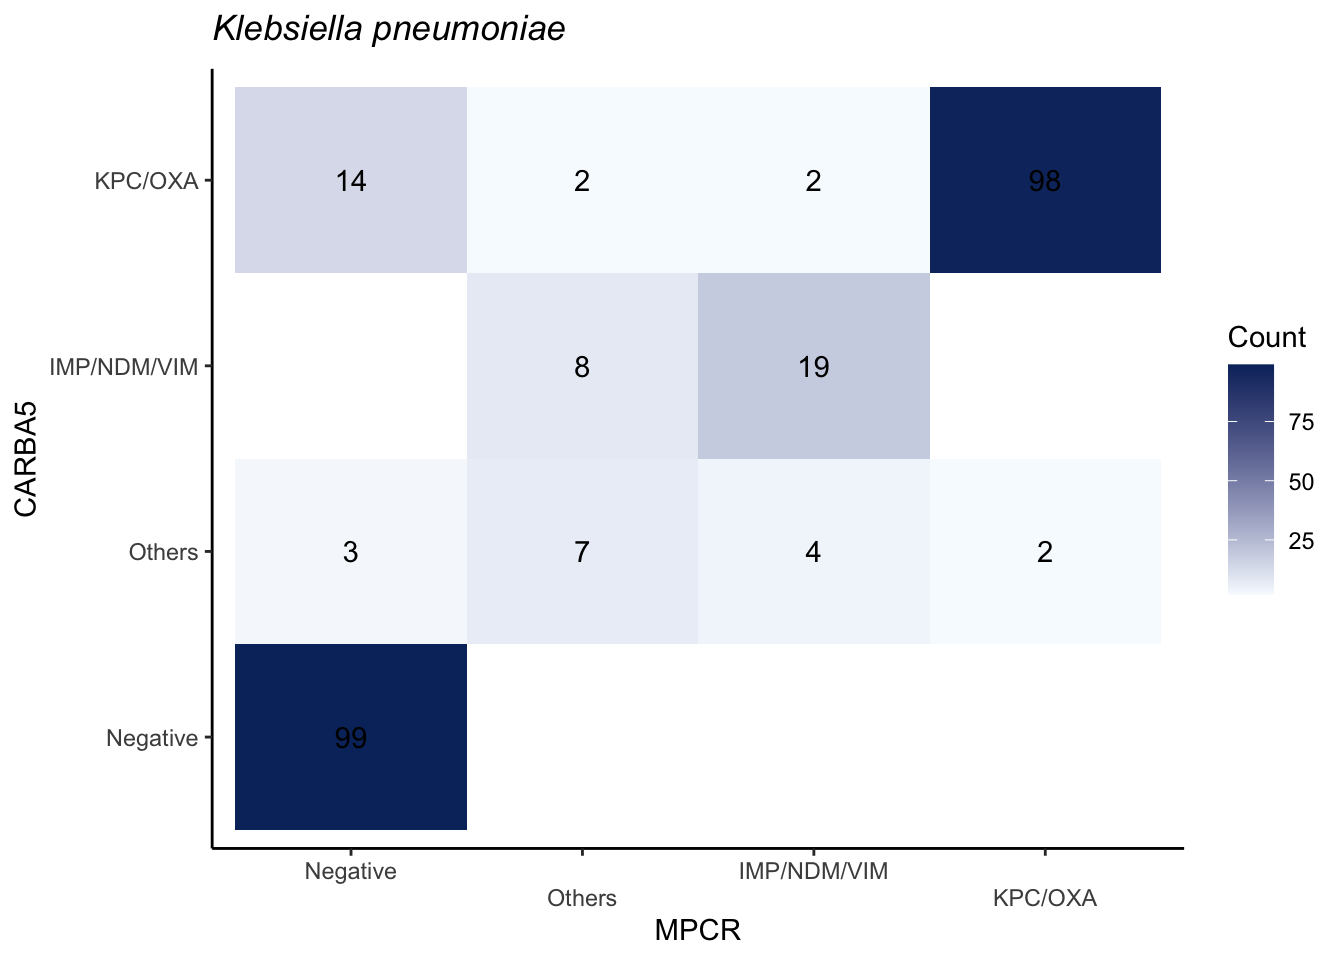 Klebsiella pneumoniae
KPC/OXA
14
2
2
98
IMP/NDM/VIM
8
19
Others
3
7
4
2
Negative
99
Negative
Others
IMP/NDM/VIM
KPC/OXA
MPCR
CARBA5
Count
75
50
25